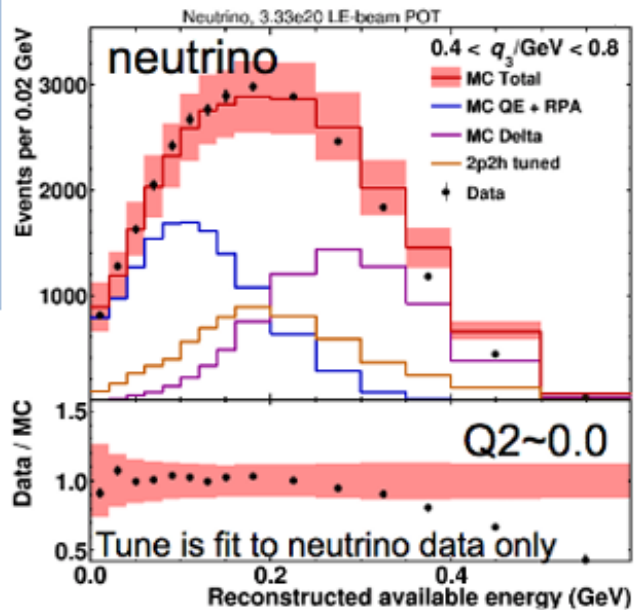 Neutrino, 3.33e20 LE-beam POT
neutrino
0.4 < q3/GeV < 0.8
MC Total
MC QE + RPA
MC Delta
2p2h tuned
Data
Events per 0.02 GeV
3000
2000
1000
Data / MC
1.5
1.0
0.5
Q2~0.0
Tune is fit to neutrino data only
0.0 0.2 0.4
Reconstructed available energy (GeV)